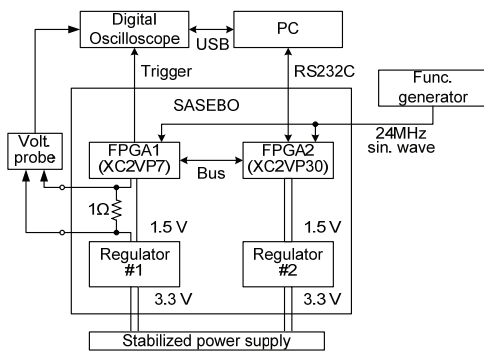 Digital
Oscilloscope
PC
USB
Trigger
RS232C
Func.
generator
SASEBO
24MHz
sin. wave
Volt.
probe
FPGA1
(XC2VP7)
FPGA2
(XC2VP30)
Bus
1Ω
1.5 V
1.5 V
Regulator
#1
Regulator
#2
3.3 V
3.3 V
Stabilized power supply